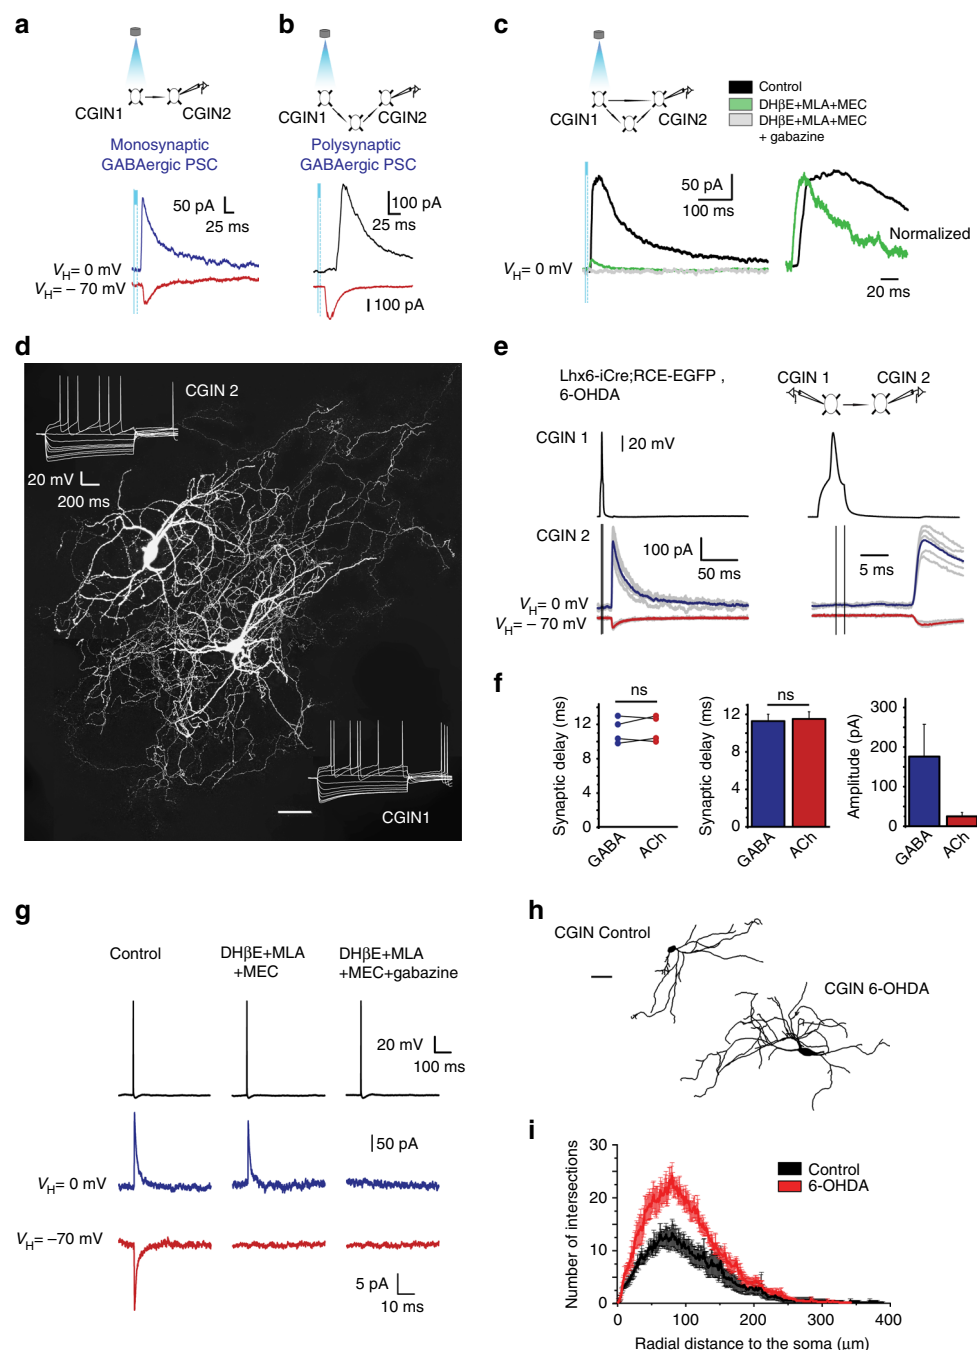 a
CGIN1
CGIN2
Monosynaptic
GABAergic PSC
50 pA
25 ms
V_H= 0 mV
V_H= – 70 mV
b
CGIN1
CGIN2
Polysynaptic
GABAergic PSC
100 pA
25 ms
100 pA
c
CGIN1
CGIN2
Control
DHβE+MLA+MEC
DHβE+MLA+MEC
+ gabazine
50 pA
100 ms
V_H= 0 mV
Normalized
20 ms
d
CGIN 2
20 mV
200 ms
CGIN1
e
Lhx6-iCre;RCE-EGFP ,
6-OHDA
CGIN 1
CGIN 2
CGIN 1
20 mV
CGIN 2
100 pA
50 ms
5 ms
V_H= 0 mV
V_H= – 70 mV
f
Synaptic delay (ms)
12
8
4
0
ns
GABA
ACh
Synaptic delay (ms)
12
8
4
0
ns
GABA
ACh
Amplitude (pA)
300
200
100
0
GABA
ACh
g
Control
DHβE+MLA
+MEC
DHβE+MLA
+MEC+gabazine
20 mV
100 ms
50 pA
V_H= 0 mV
V_H= –70 mV
5 pA
10 ms
h
CGIN Control
CGIN 6-OHDA
i
Number of intersections
30
20
10
0
Control
6-OHDA
0
100
200
300
400
Radial distance to the soma (μm)